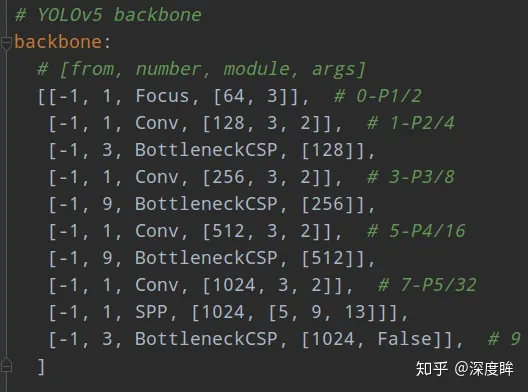 # YOLOv5 backbone
backbone:
  # [from, number, module, args]
  [[-1, 1, Focus, [64, 3]],  # 0-P1/2
   [-1, 1, Conv, [128, 3, 2]],  # 1-P2/4
   [-1, 3, BottleneckCSP, [128]],
   [-1, 1, Conv, [256, 3, 2]],  # 3-P3/8
   [-1, 9, BottleneckCSP, [256]],
   [-1, 1, Conv, [512, 3, 2]],  # 5-P4/16
   [-1, 9, BottleneckCSP, [512]],
   [-1, 1, Conv, [1024, 3, 2]],  # 7-P5/32
   [-1, 1, SPP, [1024, [5, 9, 13]]],
   [-1, 3, BottleneckCSP, [1024, False]],  # 9
  ]
知乎 @深度眸